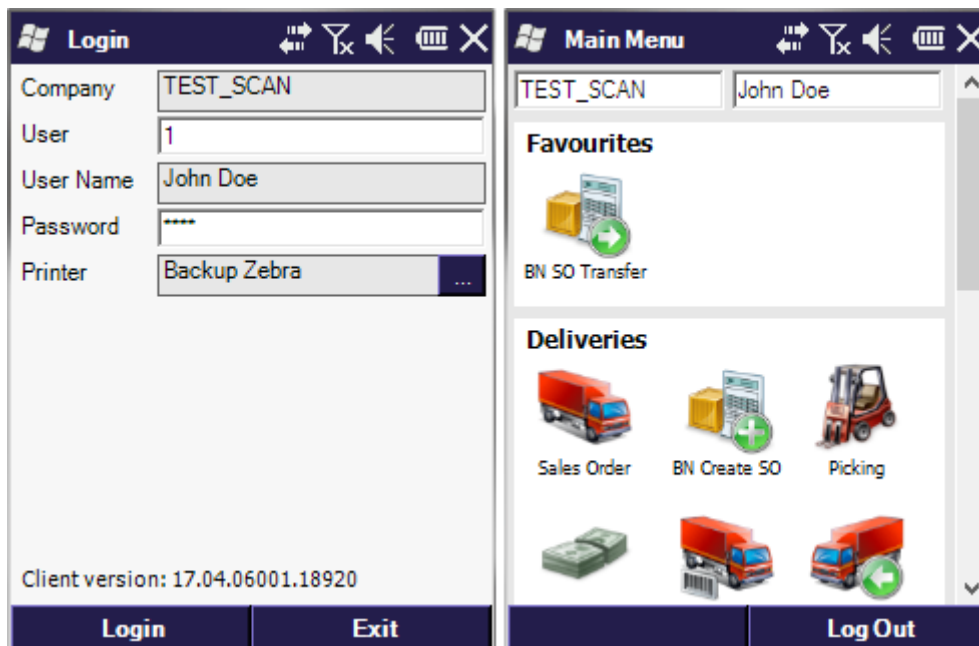 Login
Company TEST_SCAN
User 1
User Name John Doe
Password ****
Printer Backup Zebra ...
Client version: 17.04.06001.18920
Login Exit
Main Menu
TEST_SCAN John Doe
Favourites
BN SO Transfer
Deliveries
Sales Order BN Create SO Picking
Log Out